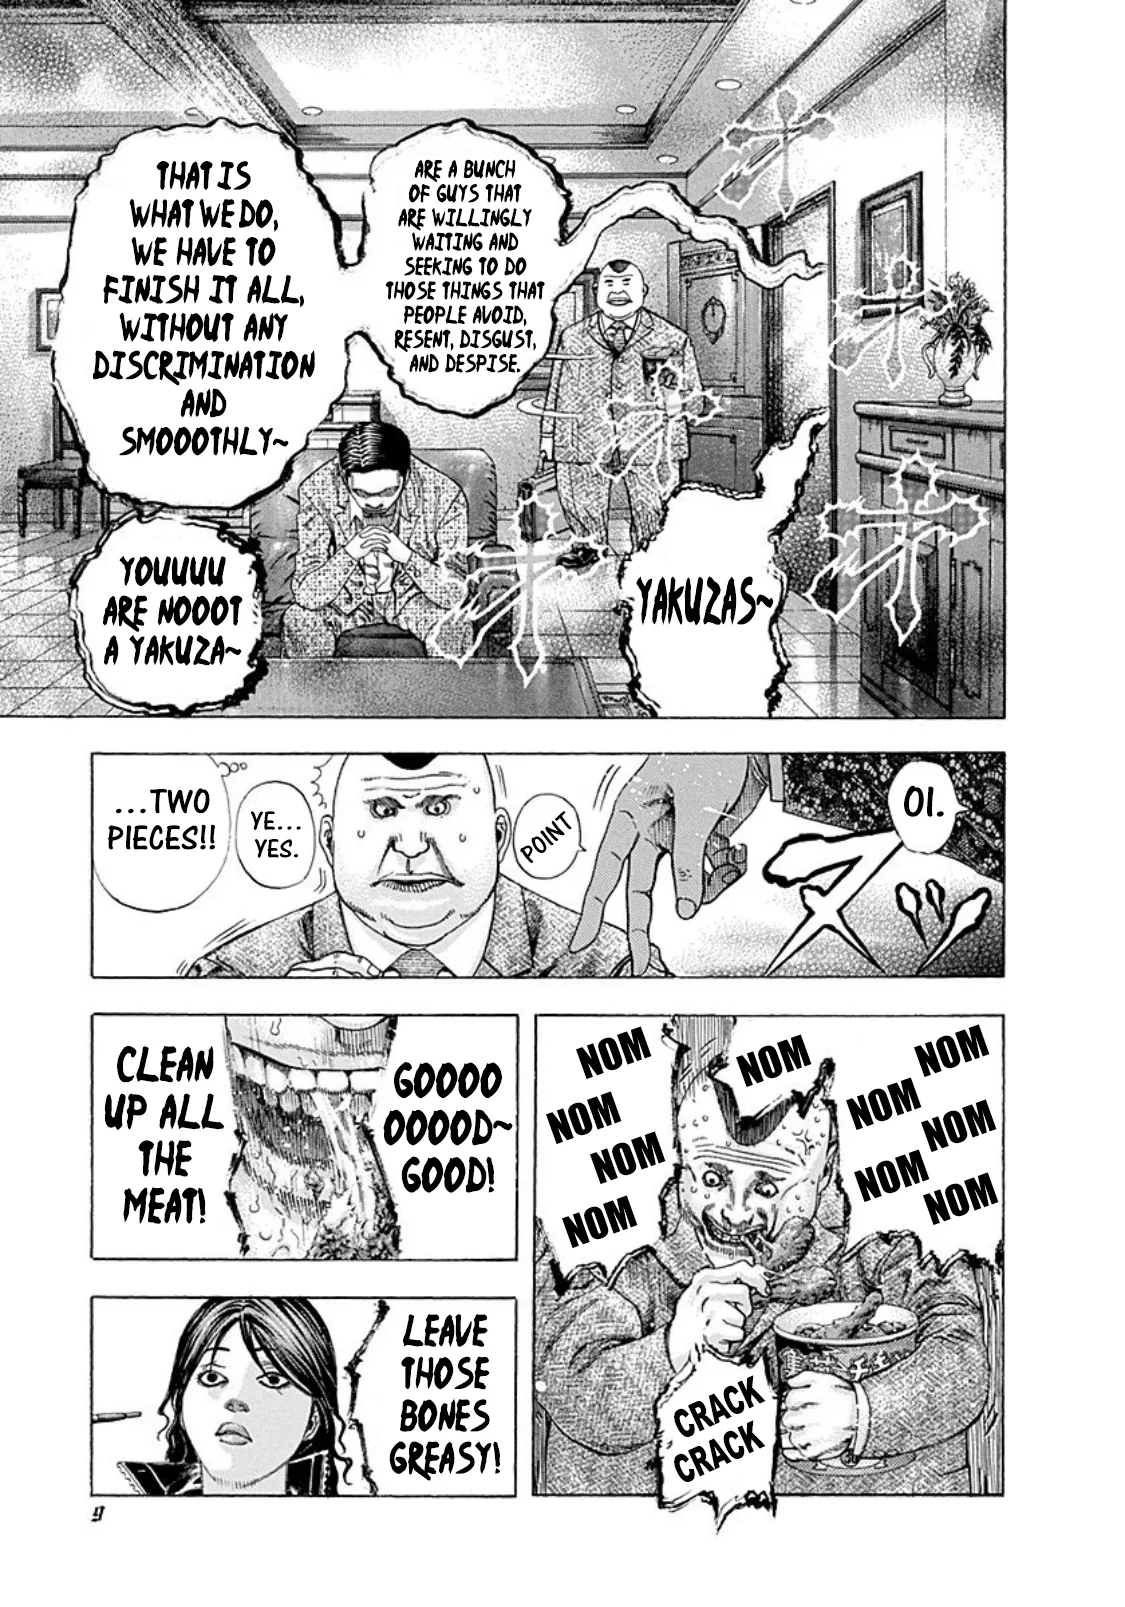 YAKUZAS~
ARE A BUNCH
OF GUYS THAT
ARE WILLINGLY
WAITING AND
SEEKING TO DO
THOSE THINGS THAT
PEOPLE AVOID,
RESENT, DISGUST,
AND DESPISE.
THAT IS
WHAT WE DO,
WE HAVE TO
FINISH IT ALL,
WITHOUT ANY
DISCRIMINATION
AND
SMOOOTHLY~
YOUUUU
ARE NOOOT
A YAKUZA~
OI.
スッ
POINT
YE...
YES.
...TWO
PIECES!!
NOM
NOM
NOM
NOM
NOM
NOM
NOM
NOM
NOM
NOM
NOM
CRACK
CRACK
GOOOO
OOOOD~
GOOD!
CLEAN
UP ALL
THE
MEAT!
LEAVE
THOSE
BONES
GREASY!
9